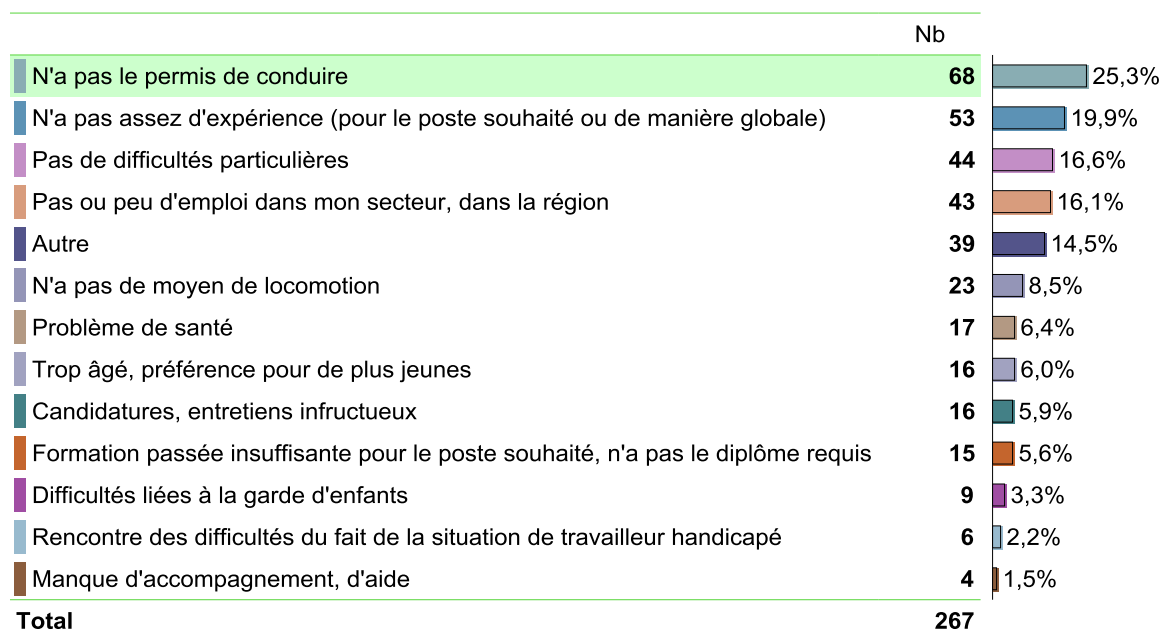 Nb
N'a pas le permis de conduire 68 25,3%
N'a pas assez d'expérience (pour le poste souhaité ou de manière globale) 53 19,9%
Pas de difficultés particulières 44 16,6%
Pas ou peu d'emploi dans mon secteur, dans la région 43 16,1%
Autre 39 14,5%
N'a pas de moyen de locomotion 23 8,5%
Problème de santé 17 6,4%
Trop âgé, préférence pour de plus jeunes 16 6,0%
Candidatures, entretiens infructueux 16 5,9%
Formation passée insuffisante pour le poste souhaité, n'a pas le diplôme requis 15 5,6%
Difficultés liées à la garde d'enfants 9 3,3%
Rencontre des difficultés du fait de la situation de travailleur handicapé 6 2,2%
Manque d'accompagnement, d'aide 4 1,5%
Total 267